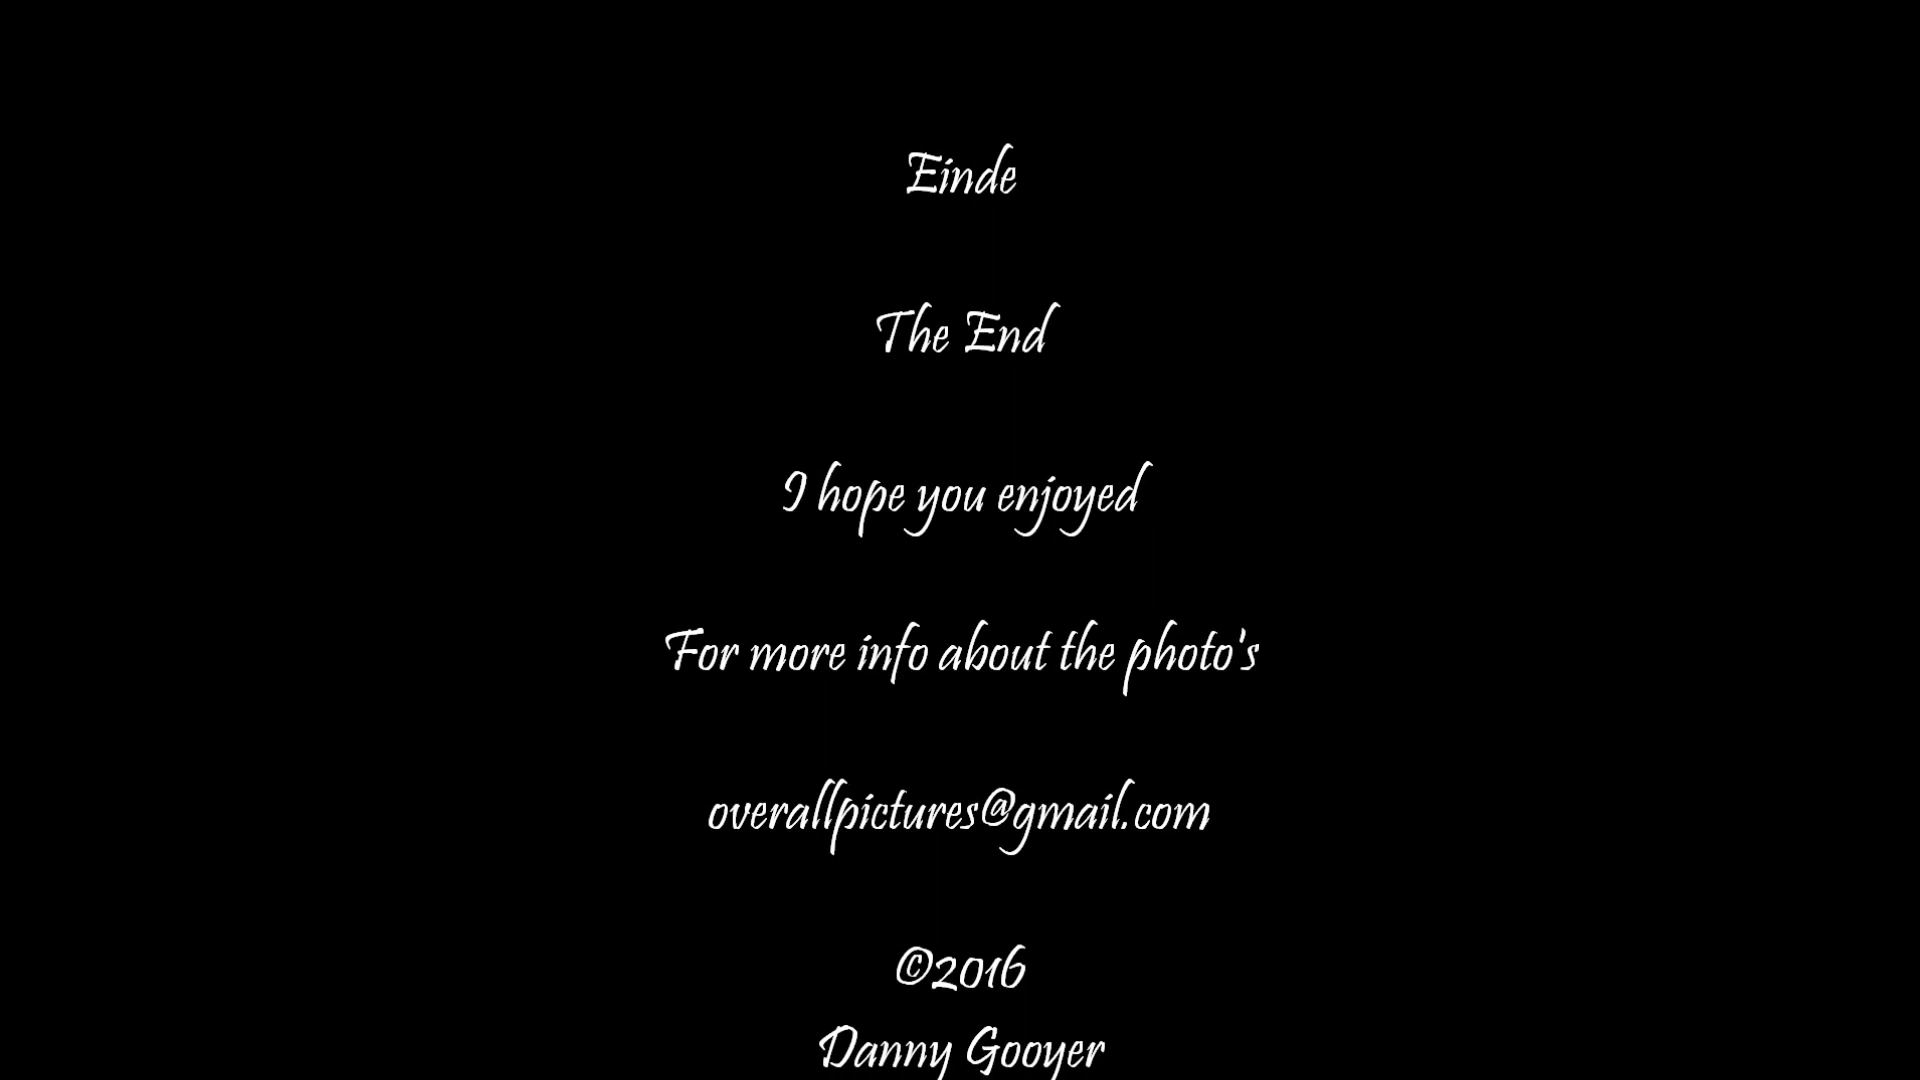 Einde
The End
I hope you enjoyed
For more info about the photo's
overallpictures@gmail.com
©2016
Danny Gooyer